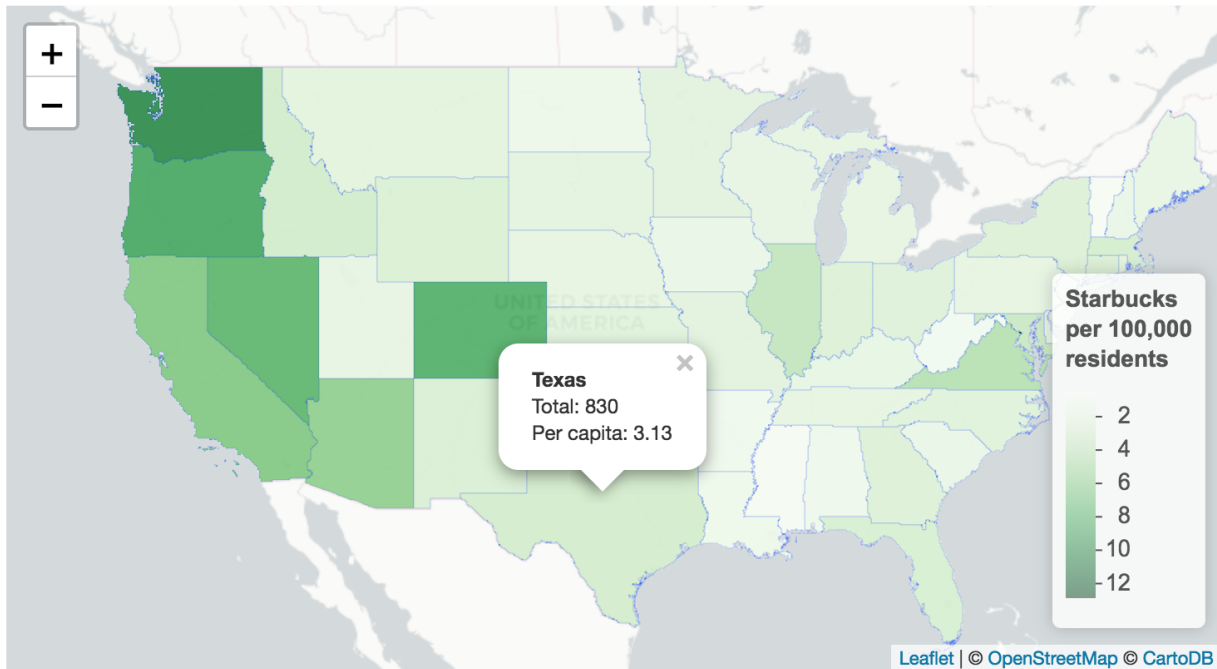 +
−
UNITED STATES
OF AMERICA
×
Texas
Total: 830
Per capita: 3.13
Starbucks
per 100,000
residents
2
4
6
8
10
12
Leaflet | © OpenStreetMap © CartoDB